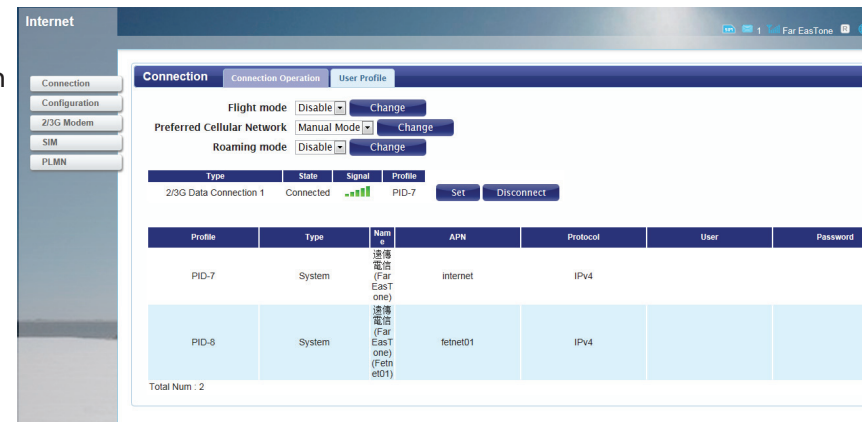 Internet
1 Far EasTone R
n
Connection
Configuration
2/3G Modem
SIM
PLMN
Connection Connection Operation User Profile
Flight mode Disable Change
Preferred Cellular Network Manual Mode Change
Roaming mode Disable Change
Type State Signal Profile
2/3G Data Connection 1 Connected PID-7 Set Disconnect
Profile Type Nam
e APN Protocol User Password
PID-7 System 遠傳
電信
(Far
EasT
one) internet IPv4
PID-8 System 遠傳
電信
(Far
EasT
one)
(Fetn
et01) fetnet01 IPv4
Total Num : 2